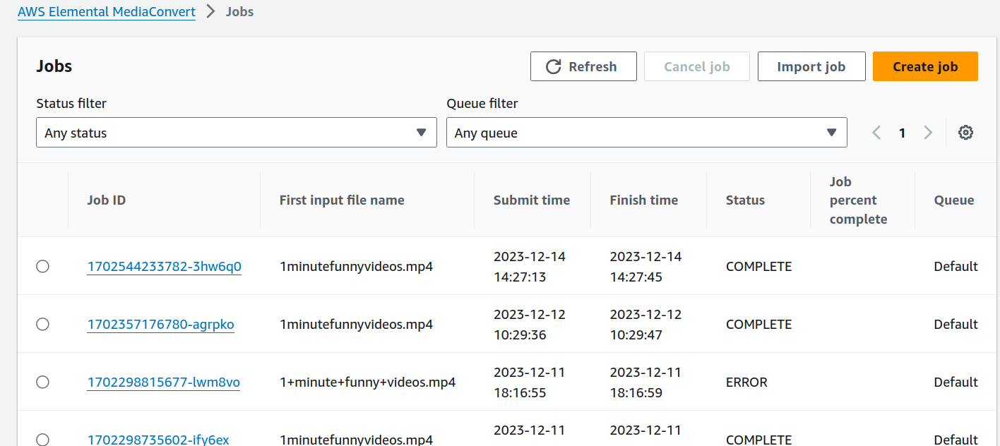 AWS Elemental MediaConvert > Jobs
Jobs
Refresh
Cancel job
Import job
Create job
Status filter
Queue filter
Any status
Any queue
1
Job ID
First input file name
Submit time
Finish time
Status
Job
percent
complete
Queue
1702544233782-3hw6q0
1minutefunnyvideos.mp4
2023-12-14
14:27:13
2023-12-14
14:27:45
COMPLETE
Default
1702357176780-agrpko
1minutefunnyvideos.mp4
2023-12-12
10:29:36
2023-12-12
10:29:47
COMPLETE
Default
1702298815677-lwm8vo
1+minute+funny+videos.mp4
2023-12-11
18:16:55
2023-12-11
18:16:59
ERROR
Default
1702298735602-ify6ex
1minutefunnyvideos.mp4
2023-12-11
2023-12-11
COMPLETE
Default